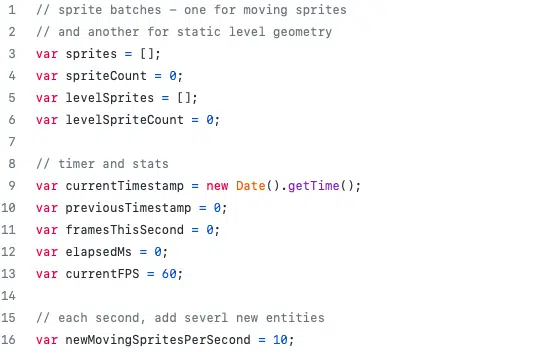 1 // sprite batches – one for moving sprites
2 // and another for static level geometry
3 var sprites = [];
4 var spriteCount = 0;
5 var levelSprites = [];
6 var levelSpriteCount = 0;
7
8 // timer and stats
9 var currentTimestamp = new Date().getTime();
10 var previousTimestamp = 0;
11 var framesThisSecond = 0;
12 var elapsedMs = 0;
13 var currentFPS = 60;
14
15 // each second, add severl new entities
16 var newMovingSpritesPerSecond = 10;